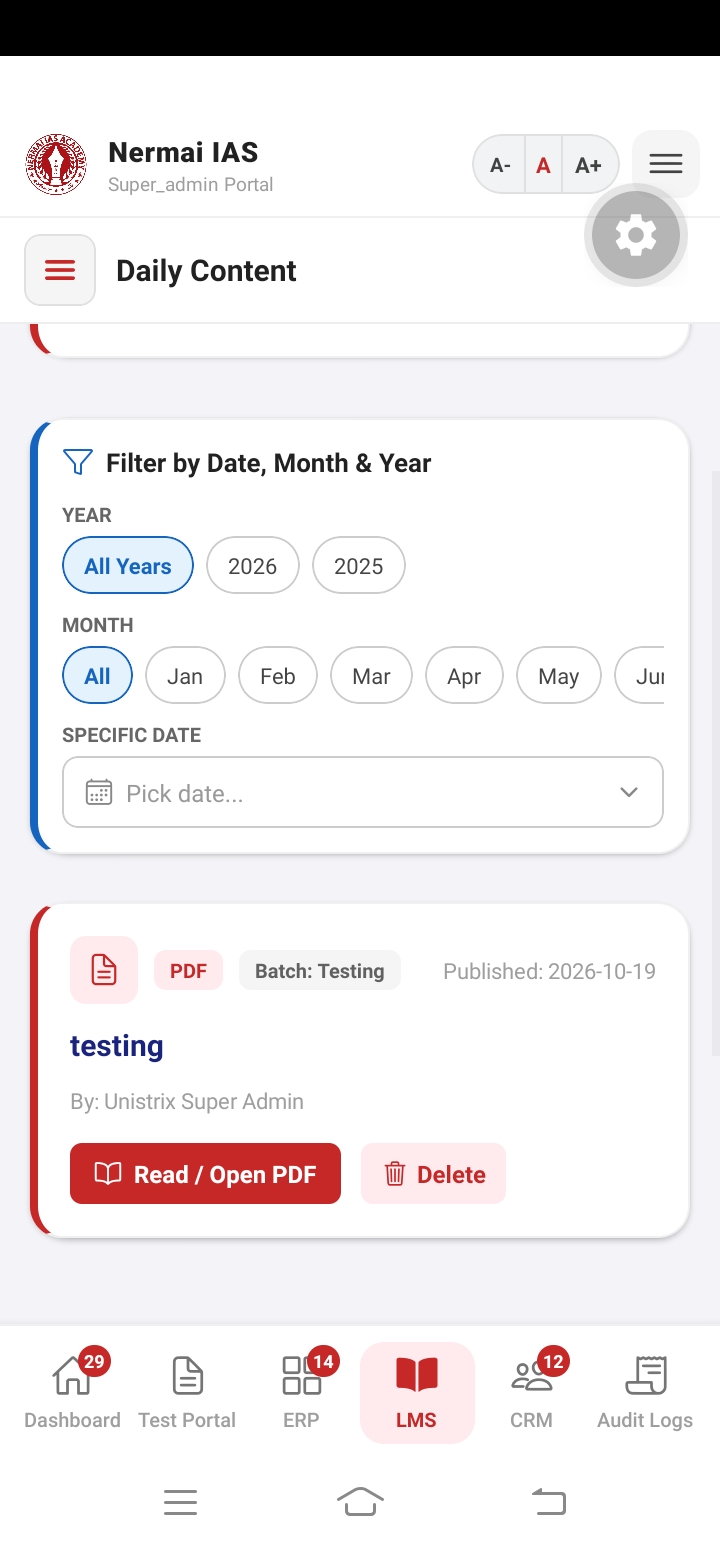 Nermai IAS
Super_admin Portal
A- A A+
Daily Content
Filter by Date, Month & Year
YEAR
All Years 2026 2025
MONTH
All Jan Feb Mar Apr May
SPECIFIC DATE
Pick date...
PDF Batch: Testing Published: 2026-10-19
testing
By: Unistrix Super Admin
Read / Open PDF Delete
29 14 12
Dashboard Test Portal ERP LMS CRM Audit Logs